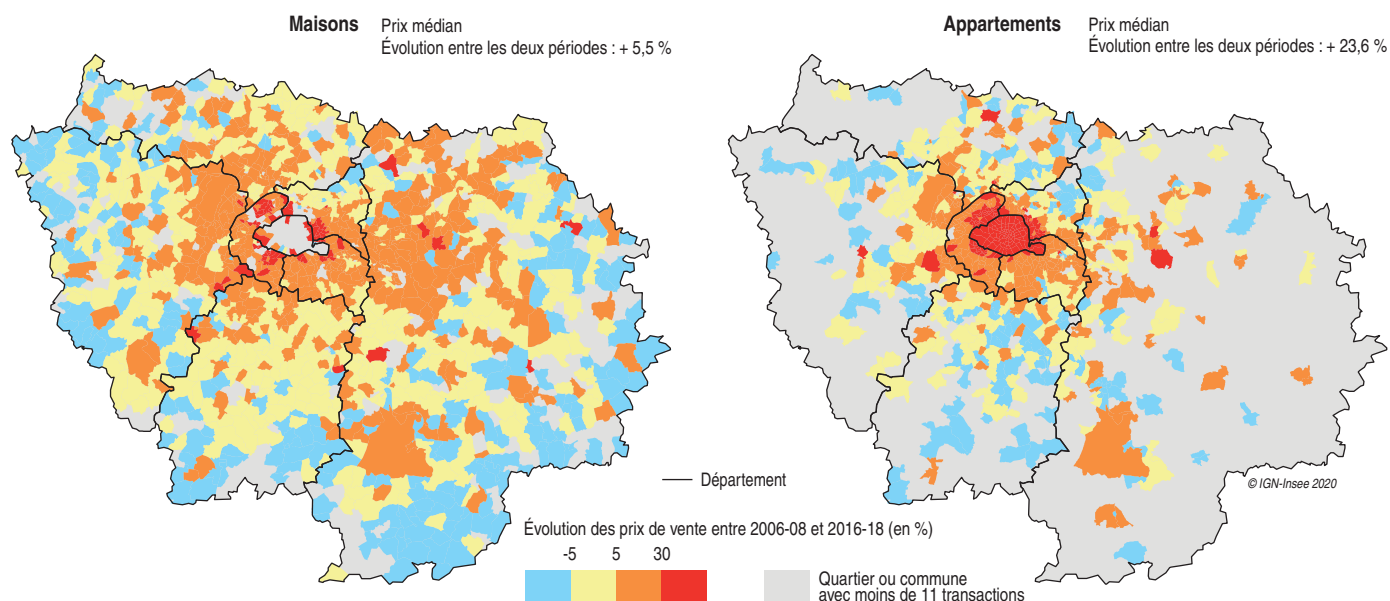 Maisons
Prix médian
Évolution entre les deux périodes : + 5,5 %
Appartements
Prix médian
Évolution entre les deux périodes : + 23,6 %
Département
© IGN-Insee 2020
Évolution des prix de vente entre 2006-08 et 2016-18 (en %)
-5 5 30
Quartier ou commune
avec moins de 11 transactions